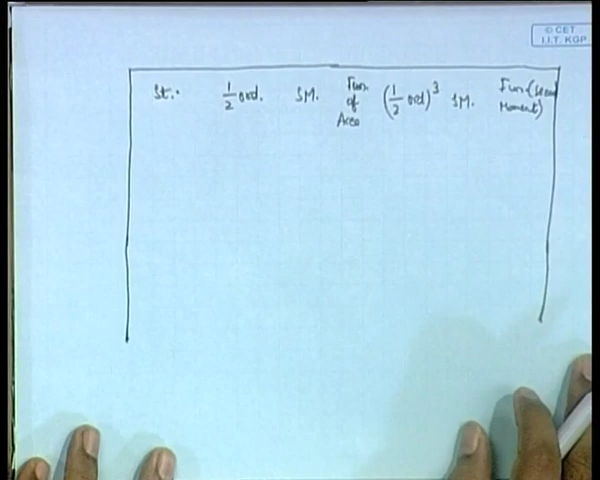 © CET
I.I.T. KGP
St. 1/2 ord. SM. Fun. of Area (1/2 ord)^3 SM. Fun (second Moment)